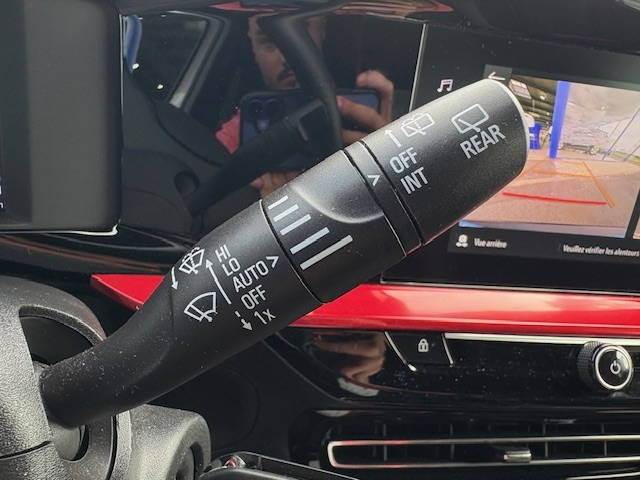 OFF
INT
REAR
HI
LO
AUTO
OFF
1x
Vue arrière
Veuillez vérifier les alentours